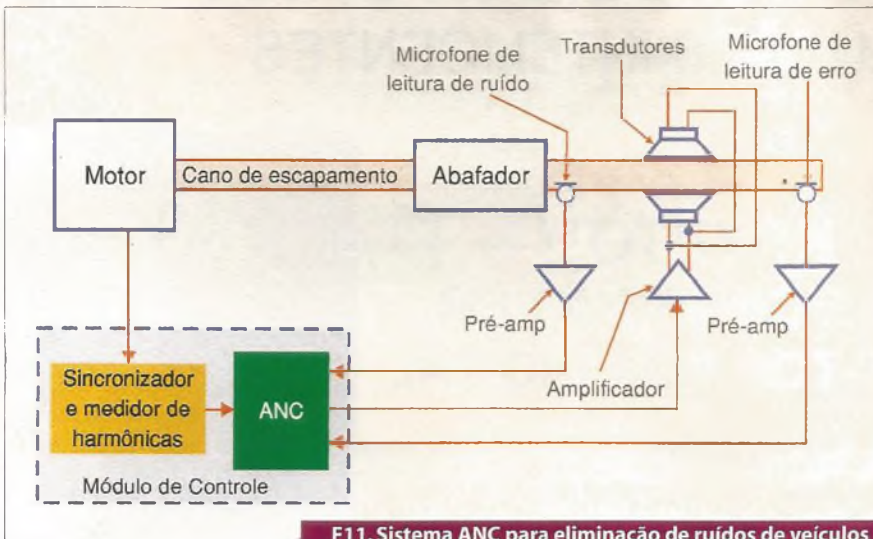 Microfone de
leitura de ruído
Transdutores
Microfone de
leitura de erro
Motor
Cano de escapamento
Abafador
Pré-amp
Amplificador
Pré-amp
Sincronizador
e medidor de
harmônicas
ANC
Módulo de Controle
F11. Sistema ANC para eliminação de ruídos de veículos